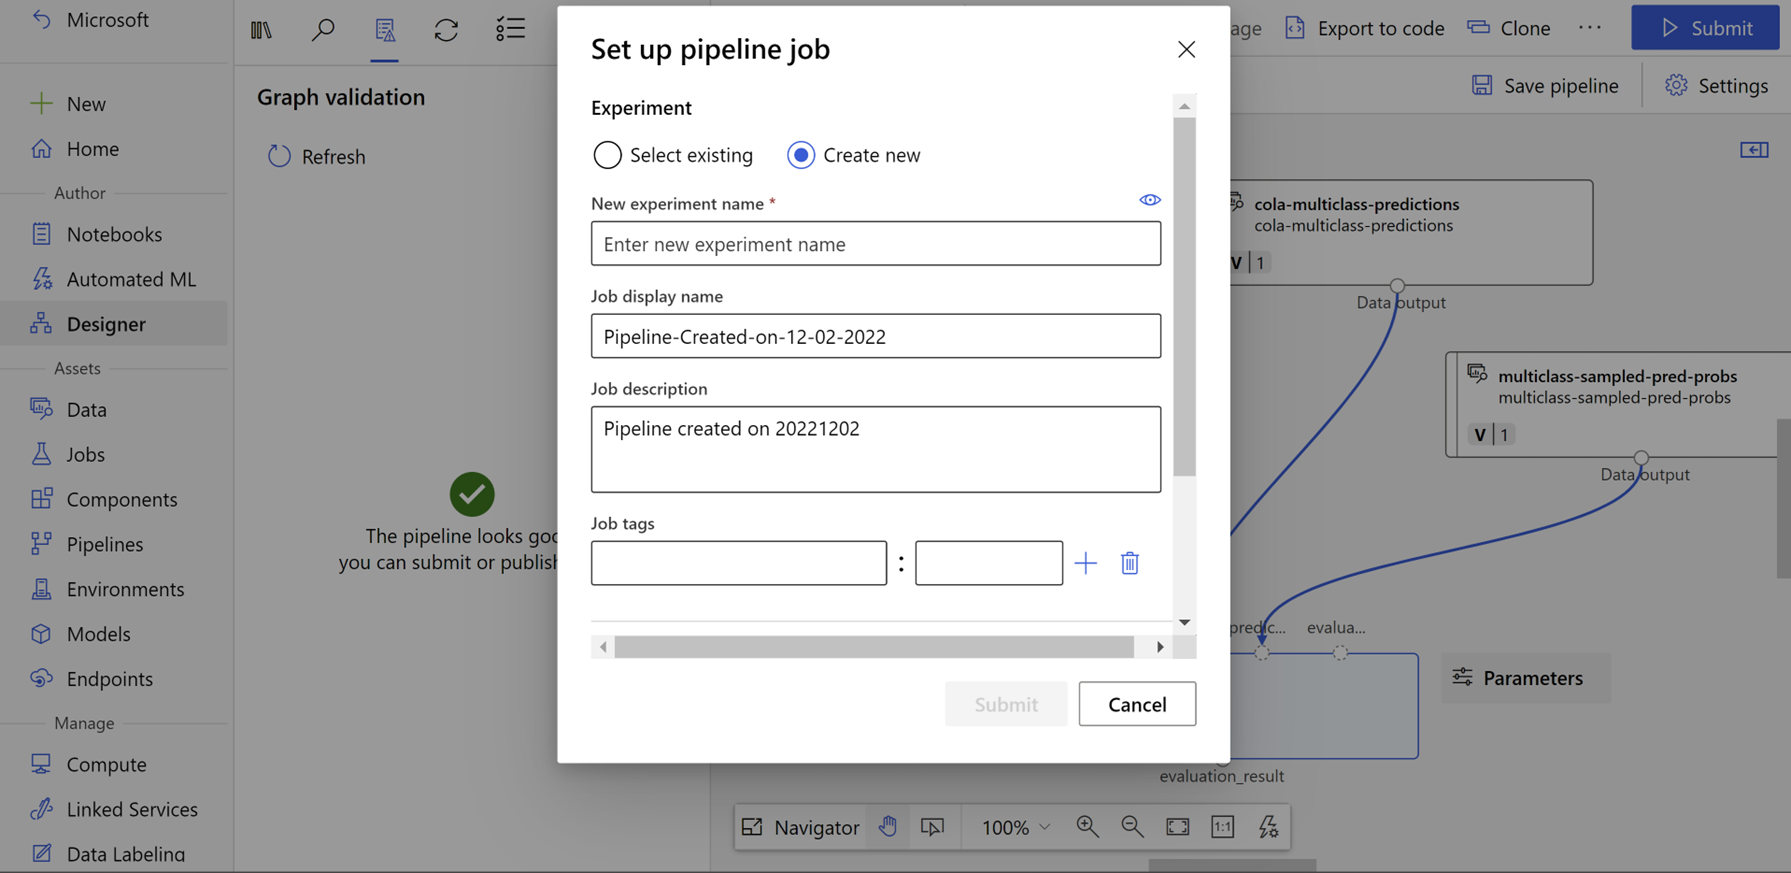 Microsoft
New
Home
Author
Notebooks
Automated ML
Designer
Assets
Data
Jobs
Components
Pipelines
Environments
Models
Endpoints
Manage
Compute
Linked Services
Data Labeling
Graph validation
Refresh
The pipeline looks
you can submit or
Set up pipeline job
Experiment
Select existing
Create new
New experiment name *
Enter new experiment name
Job display name
Pipeline-Created-on-12-02-2022
Job description
Pipeline created on 20221202
Job tags
:
Submit
Cancel
Export to code
Clone
...
Submit
Save pipeline
Settings
cola-multiclass-predictions
cola-multiclass-predictions
V | 1
Data output
multiclass-sampled-pred-probs
multiclass-sampled-pred-probs
V | 1
Data output
predic...
evalua...
Parameters
evaluation_result
Navigator
100%
1:1